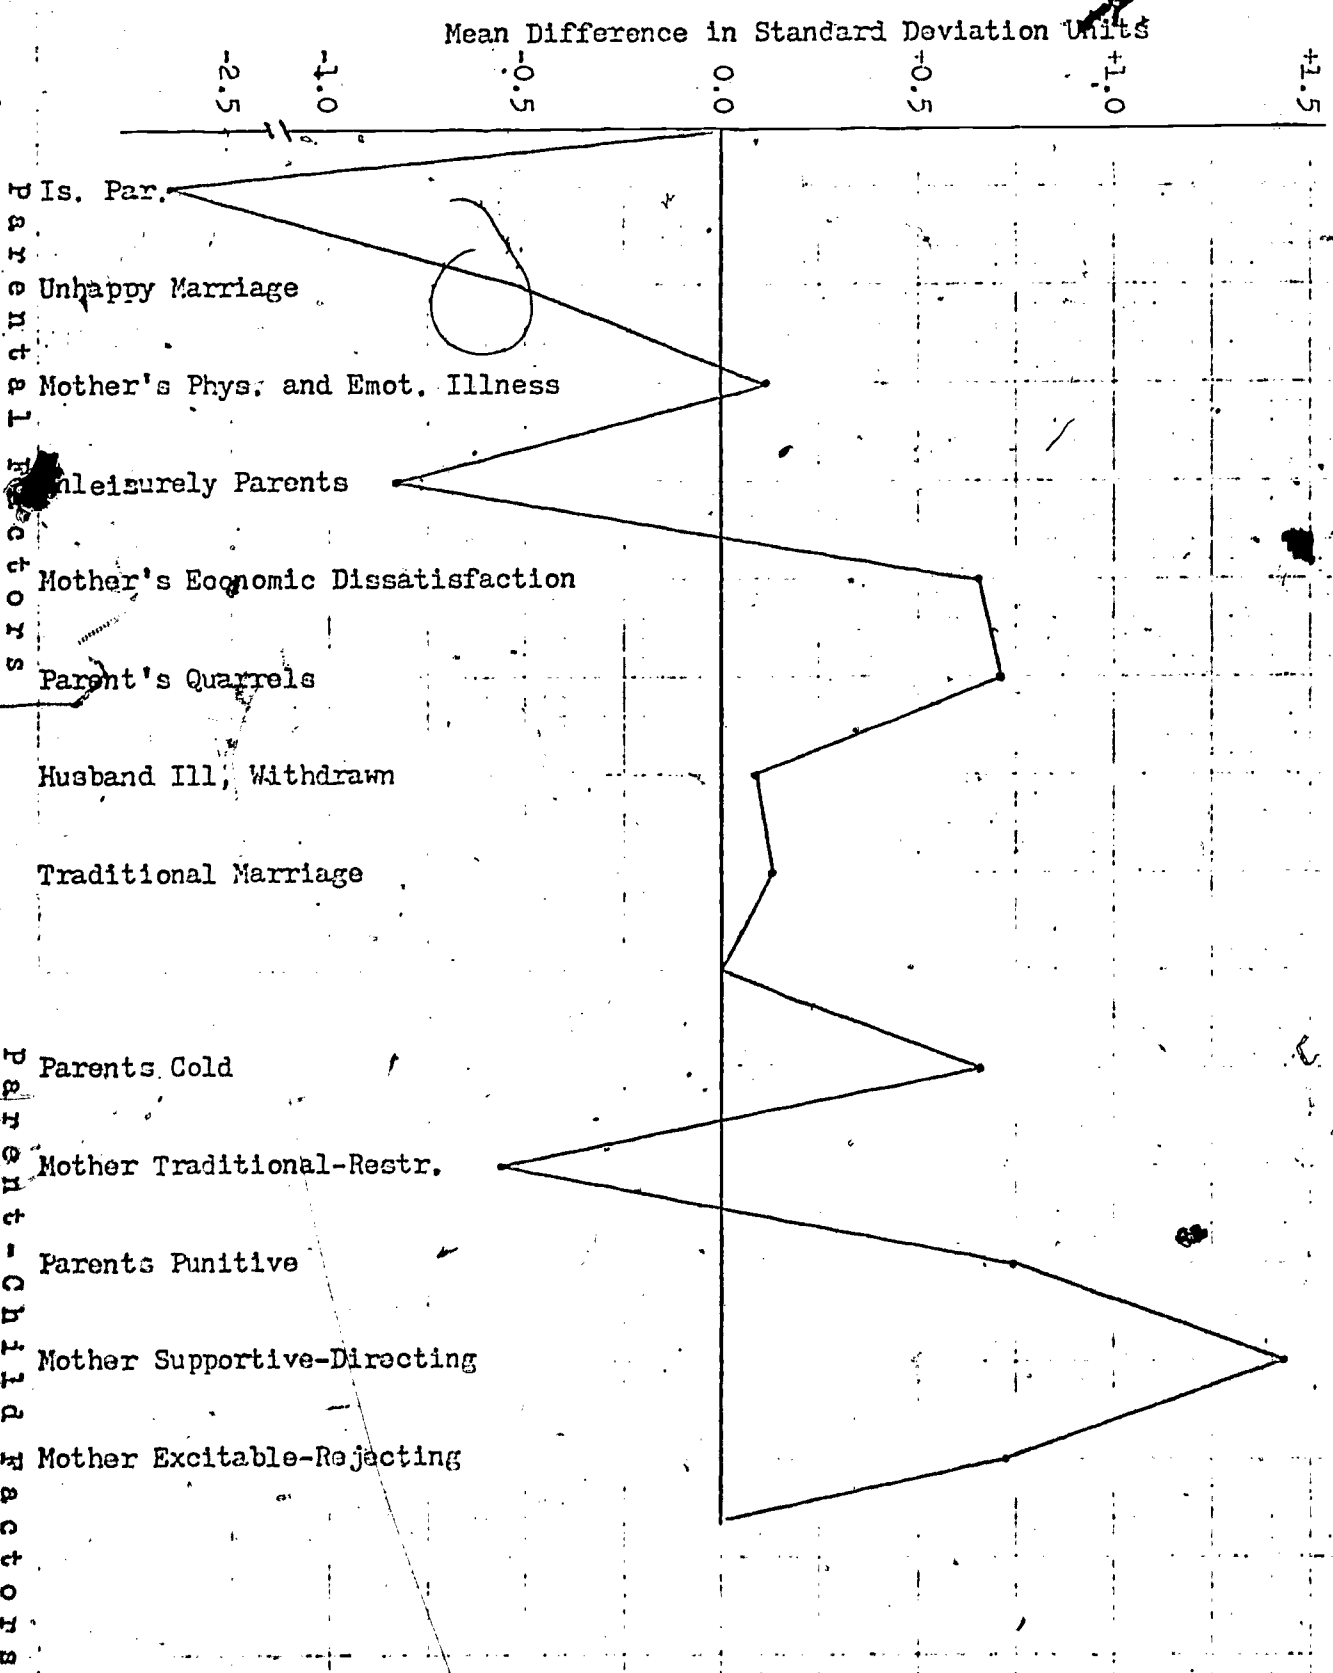 Mean Difference in Standard Deviation Units
-2.5 -1.0 -0.5 0.0 +0.5 +1.0 +1.5
Parental Factors
Is. Par.
Unhappy Marriage
Mother's Phys. and Emot. Illness
Unleisurely Parents
Mother's Economic Dissatisfaction
Parent's Quarrels
Husband Ill, Withdrawn
Traditional Marriage
Parent-Child Factors
Parents Cold
Mother Traditional-Restr.
Parents Punitive
Mother Supportive-Directing
Mother Excitable-Rejecting